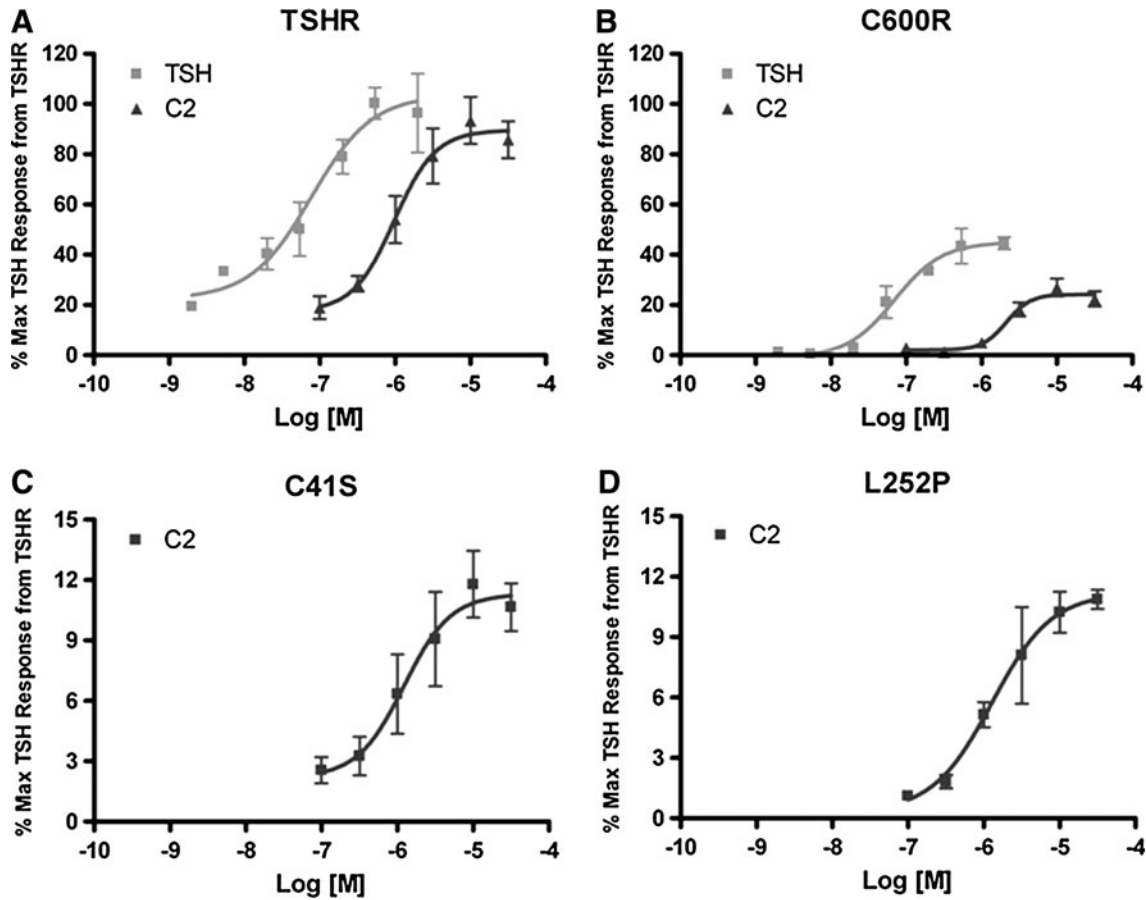 A
TSHR
% Max TSH Response from TSHR
120
100
80
60
40
20
0
TSH
C2
-10 -9 -8 -7 -6 -5 -4
Log [M]
B
C600R
% Max TSH Response from TSHR
120
100
80
60
40
20
0
TSH
C2
-10 -9 -8 -7 -6 -5 -4
Log [M]
C
C41S
% Max TSH Response from TSHR
15
12
9
6
3
0
C2
-10 -9 -8 -7 -6 -5 -4
Log [M]
D
L252P
% Max TSH Response from TSHR
15
12
9
6
3
0
C2
-10 -9 -8 -7 -6 -5 -4
Log [M]